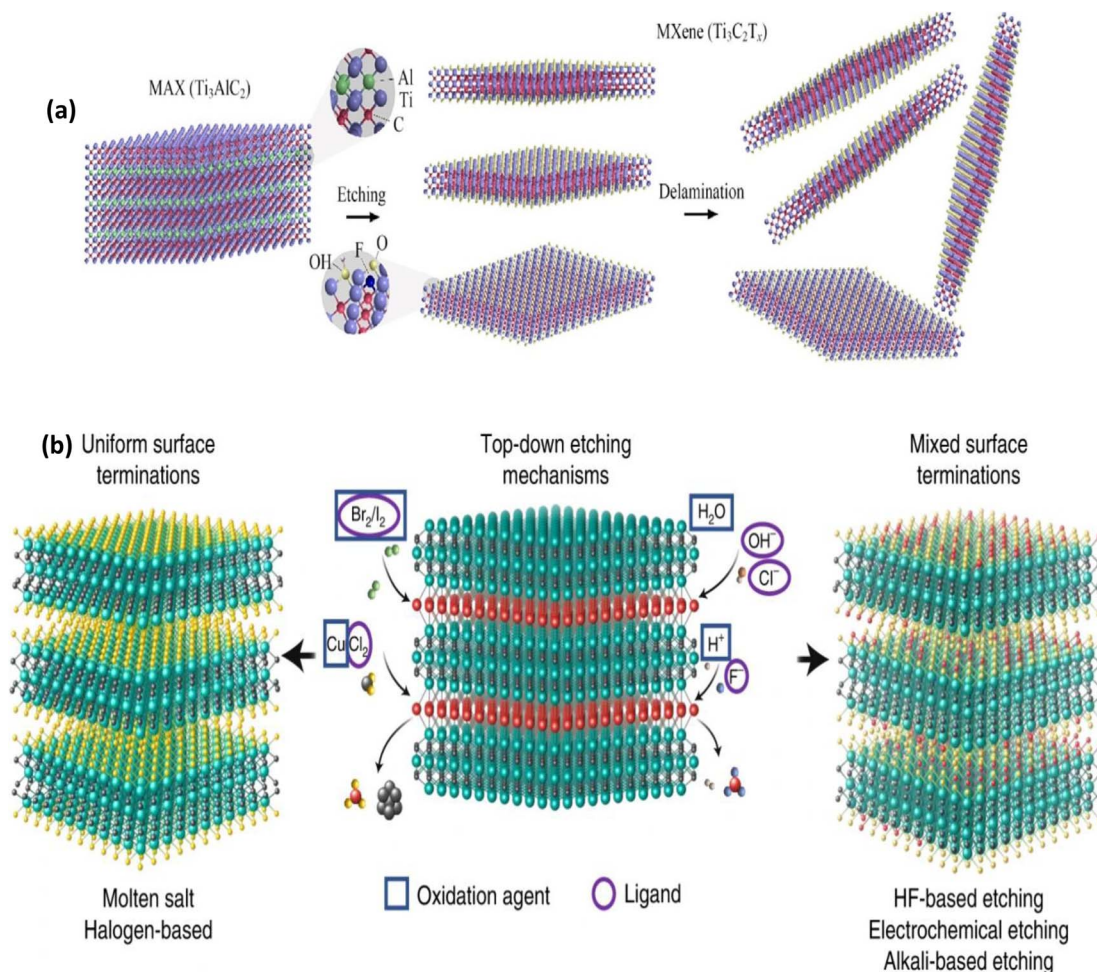 (a)
MAX (Ti₃AlC₂)
Al
Ti
C
Etching
OH
F
O
MXene (Ti₃C₂Tₓ)
Delamination
(b)
Uniform surface
terminations
Top-down etching
mechanisms
Mixed surface
terminations
Br₂/I₂
CuCl₂
H₂O
OH⁻
Cl⁻
H⁺
F⁻
Molten salt
Halogen-based
Oxidation agent
Ligand
HF-based etching
Electrochemical etching
Alkali-based etching